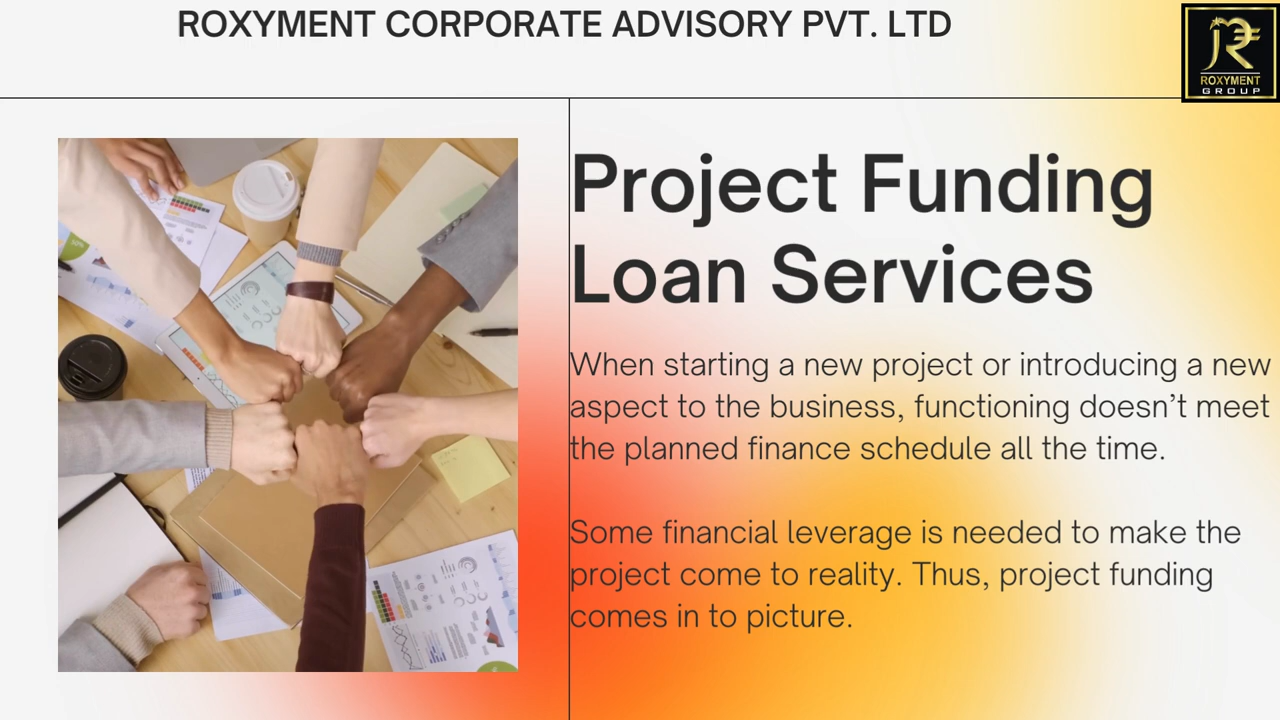 ROXYMENT CORPORATE ADVISORY PVT. LTD
ROXYMENT
GROUP
Project Funding
Loan Services
When starting a new project or introducing a new
aspect to the business, functioning doesn’t meet
the planned finance schedule all the time.
Some financial leverage is needed to make the
project come to reality. Thus, project funding
comes in to picture.